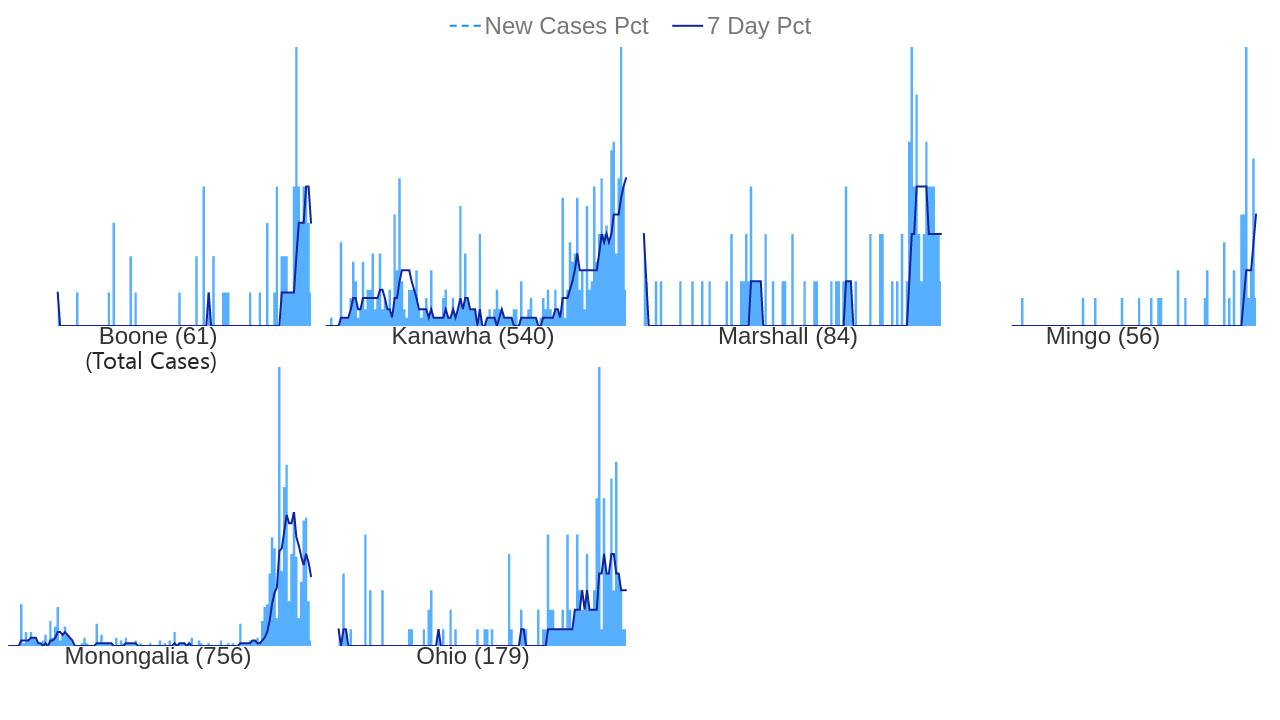 New Cases Pct 7 Day Pct
Boone (61) Kanawha (540) Marshall (84) Mingo (56)
(Total Cases)
Monongalia (756) Ohio (179)